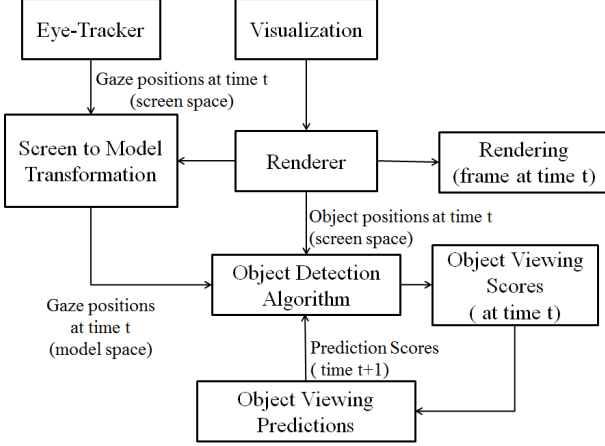 Eye-Tracker
Visualization
Gaze positions at time t
(screen space)
Screen to Model
Transformation
Renderer
Rendering
(frame at time t)
Object positions at time t
(screen space)
Object Detection
Algorithm
Object Viewing
Scores
( at time t)
Gaze positions
at time t
(model space)
Prediction Scores
( time t+1)
Object Viewing
Predictions